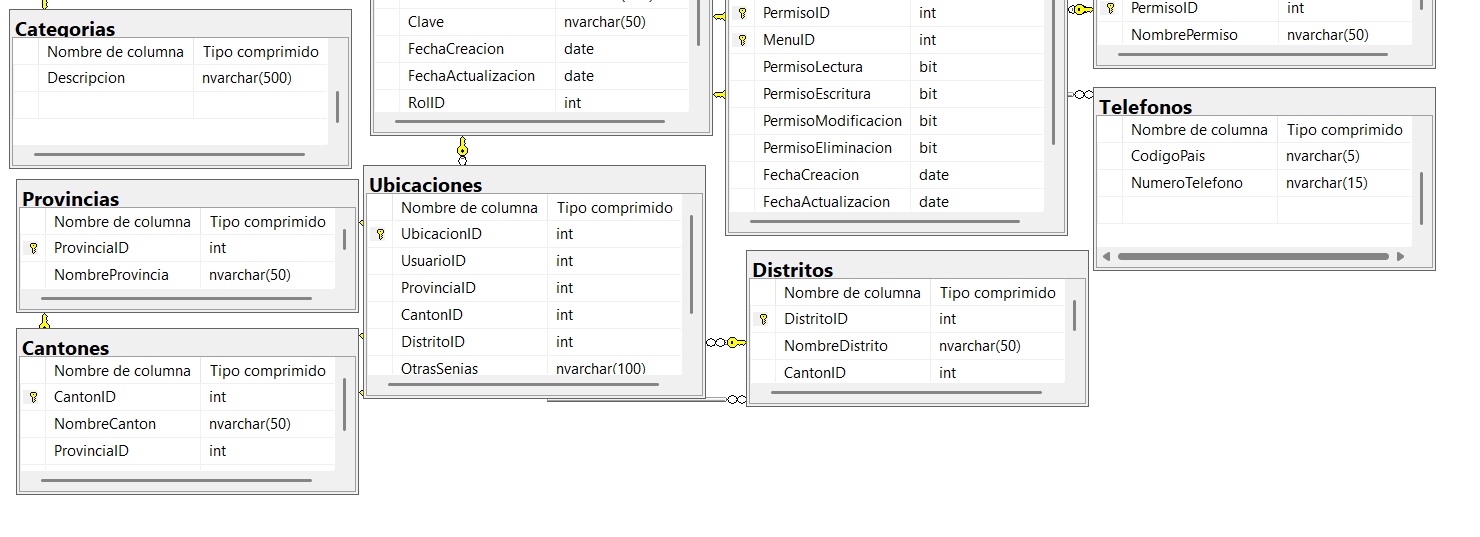 Categorias
Nombre de columna Tipo comprimido
Descripcion nvarchar(500)
Clave nvarchar(50)
FechaCreacion date
FechaActualizacion date
RolID int
PermisoID int
MenuID int
PermisoLectura bit
PermisoEscritura bit
PermisoModificacion bit
PermisoEliminacion bit
FechaCreacion date
FechaActualizacion date
PermisoID int
NombrePermiso nvarchar(50)
Telefonos
Nombre de columna Tipo comprimido
CodigoPais nvarchar(5)
NumeroTelefono nvarchar(15)
Provincias
Nombre de columna Tipo comprimido
ProvinciaID int
NombreProvincia nvarchar(50)
Ubicaciones
Nombre de columna Tipo comprimido
UbicacionID int
UsuarioID int
ProvinciaID int
CantonID int
DistritoID int
OtrasSenias nvarchar(100)
Distritos
Nombre de columna Tipo comprimido
DistritoID int
NombreDistrito nvarchar(50)
CantonID int
Cantones
Nombre de columna Tipo comprimido
CantonID int
NombreCanton nvarchar(50)
ProvinciaID int